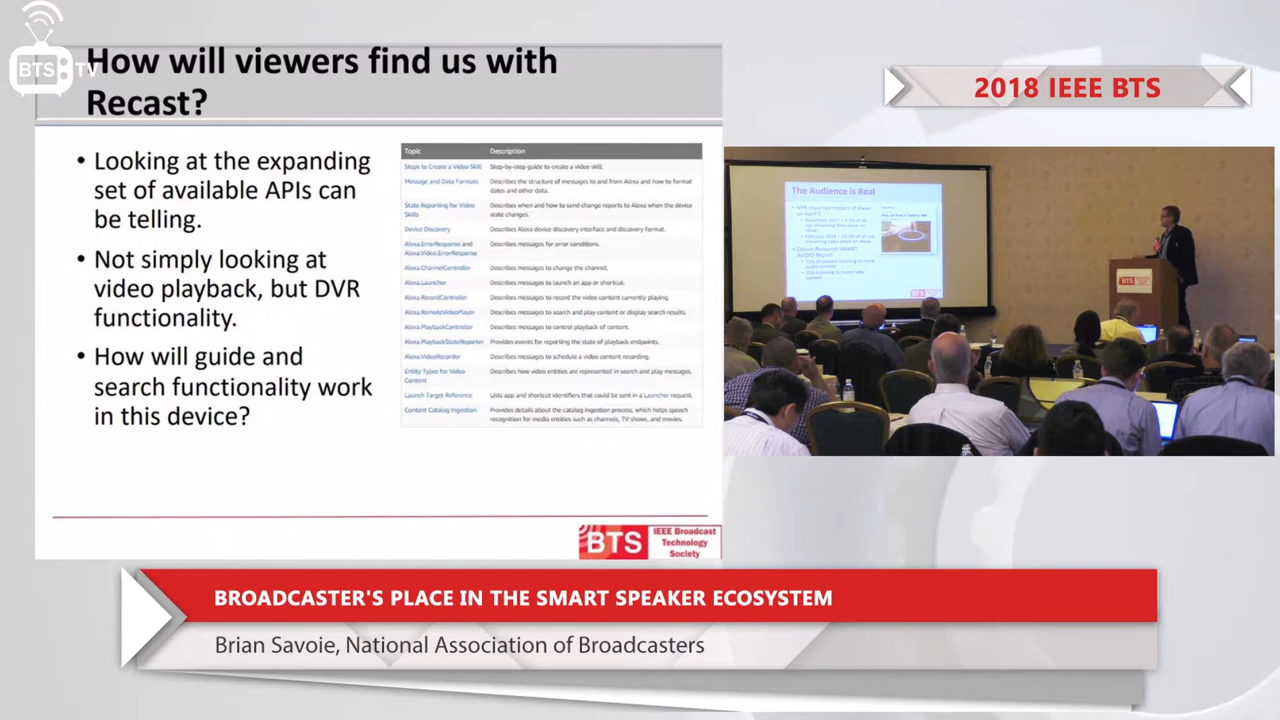 BTS TV
How will viewers find us with
Recast?
• Looking at the expanding
set of available APIs can
be telling.
• Not simply looking at
video playback, but DVR
functionality.
• How will guide and
search functionality work
in this device?
Topic Description
Steps to Create a Video Skill Step-by-step guide to create a video skill.
Message and Data Formats Describes the structure of messages to and from Alexa and how to format
dates and other data.
State Reporting for Video Describes when and how to send change reports to Alexa when the device
Skills state changes.
Device Discovery Describes Alexa device discovery interface and discovery format.
Alexa.ErrorResponse and Describes messages for error conditions.
Alexa.Video.ErrorResponse
Alexa.ChannelController Describes messages to change the channel.
Alexa.Launcher Describes messages to launch an app or shortcut.
Alexa.RecordController Describes messages to record the video content currently playing.
Alexa.RemoteVideoPlayer Describes messages to search and play content or display search results.
Alexa.PlaybackController Describes messages to control playback of content.
Alexa.PlaybackStateReporter Provides events for reporting the state of playback endpoints.
Alexa.VideoRecorder Describes messages to schedule a video content recording.
Entity Types for Video Describes how video entities are represented in search and play messages.
Content
Launch Target Reference Lists app and shortcut identifiers that could be sent in a Launcher request.
Content Catalog Ingestion Provides details about the catalog ingestion process, which helps speech
recognition for media entities such as channels, TV shows, and movies.
BTS IEEE Broadcast
Technology
Society
2018 IEEE BTS
The Audience is Real
• NPR reported impact of Alexa
on April 5
BTS
BTS
BROADCASTER'S PLACE IN THE SMART SPEAKER ECOSYSTEM
Brian Savoie, National Association of Broadcasters